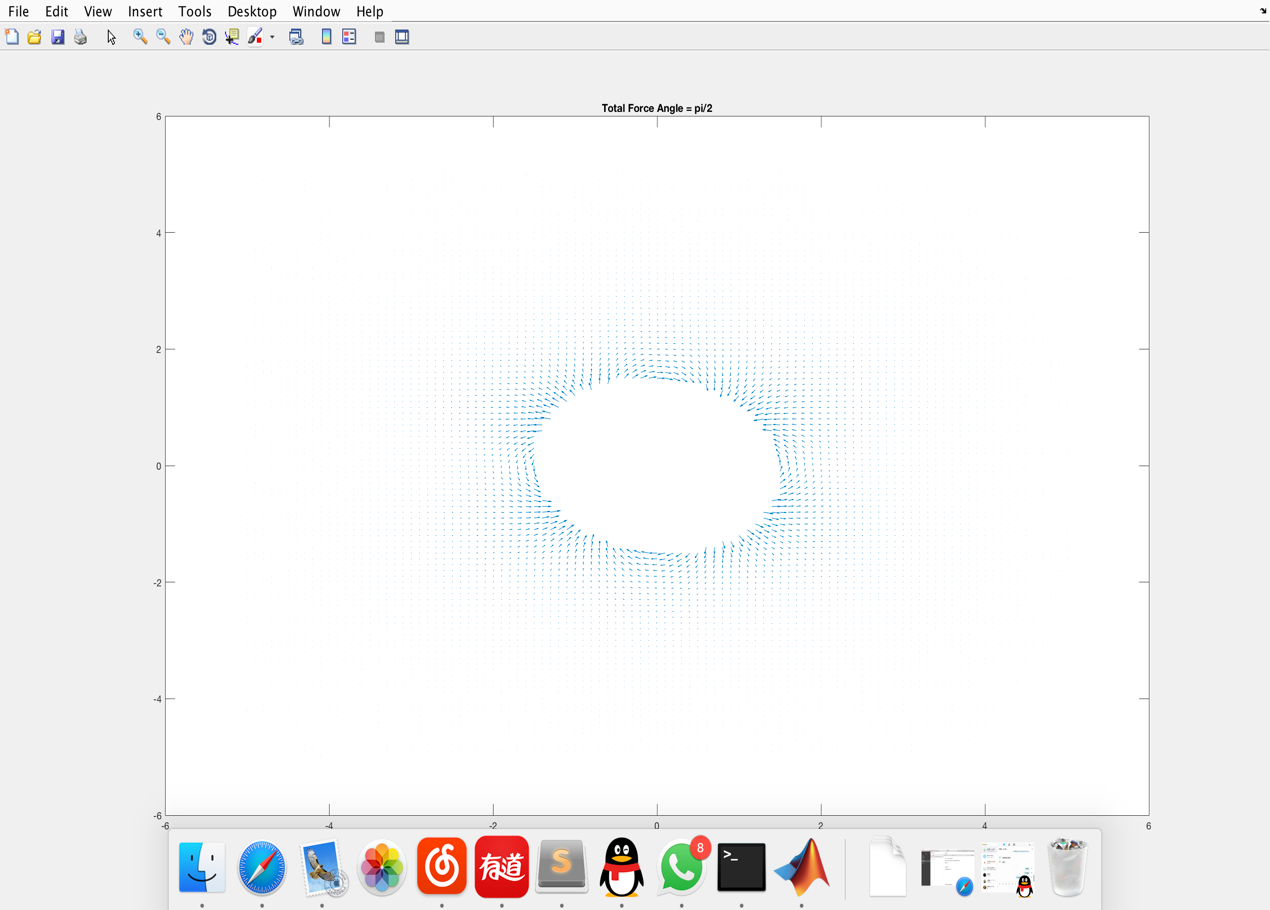 File Edit View Insert Tools Desktop Window Help
Total Force Angle = pi/2
6
4
2
0
-2
-4
-6
-6 -4 -2 0 2 4 6
有道
S
8
>_